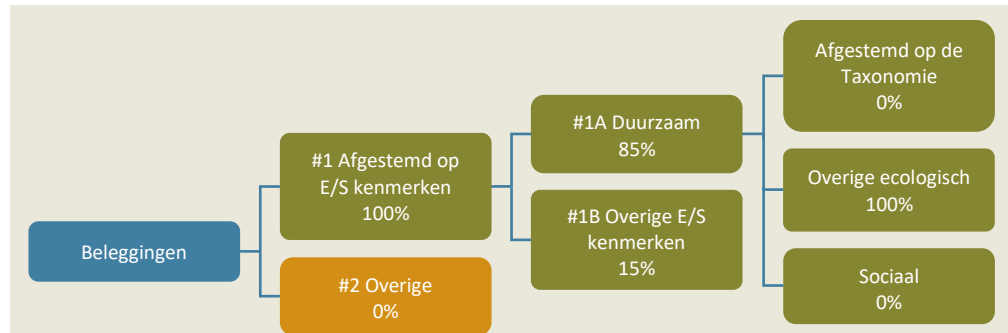 Beleggingen
#1 Afgestemd op
E/S kenmerken
100%
#2 Overige
0%
#1A Duurzaam
85%
#1B Overige E/S
kenmerken
15%
Afgestemd op de
Taxonomie
0%
Overige ecologisch
100%
Sociaal
0%